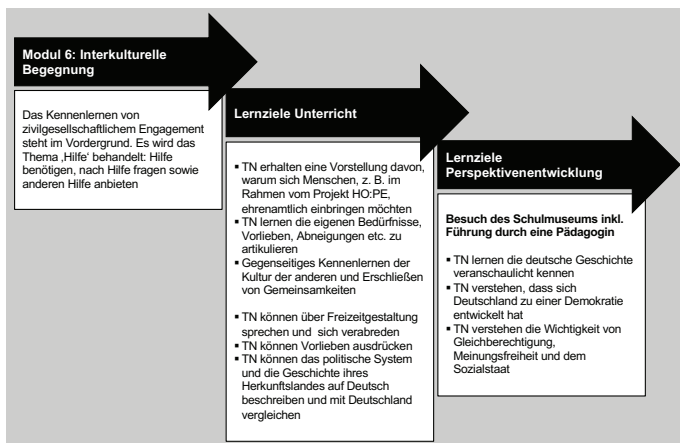 Modul 6: Interkulturelle
Begegnung
Das Kennenlernen von
zivilgesellschaftlichem Engagement
steht im Vordergrund. Es wird das
Thema ‚Hilfe‘ behandelt: Hilfe
benötigen, nach Hilfe fragen sowie
anderen Hilfe anbieten
Lernziele Unterricht
▪ TN erhalten eine Vorstellung davon,
warum sich Menschen, z. B. im
Rahmen vom Projekt HO:PE,
ehrenamtlich einbringen möchten
▪ TN lernen die eigenen Bedürfnisse,
Vorlieben, Abneigungen etc. zu
artikulieren
▪ Gegenseitiges Kennenlernen der
Kultur der anderen und Erschließen
von Gemeinsamkeiten
▪ TN können über Freizeitgestaltung
sprechen und sich verabreden
▪ TN können Vorlieben ausdrücken
▪ TN können das politische System
und die Geschichte ihres
Herkunftslandes auf Deutsch
beschreiben und mit Deutschland
vergleichen
Lernziele
Perspektivenentwicklung
Besuch des Schulmuseums inkl.
Führung durch eine Pädagogin
▪ TN lernen die deutsche Geschichte
veranschaulicht kennen
▪ TN verstehen, dass sich
Deutschland zu einer Demokratie
entwickelt hat
▪ TN verstehen die Wichtigkeit von
Gleichberechtigung,
Meinungsfreiheit und dem
Sozialstaat